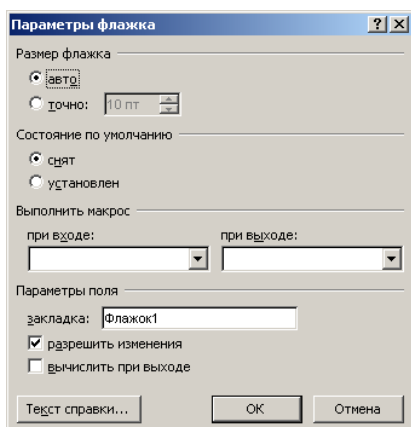 Параметры флажка
Размер флажка
авто
точно: 10 пт
Состояние по умолчанию
снят
установлен
Выполнить макрос
при входе: при выходе:
Параметры поля
закладка: Флажок1
разрешить изменения
вычислить при выходе
Текст справки... ОК Отмена